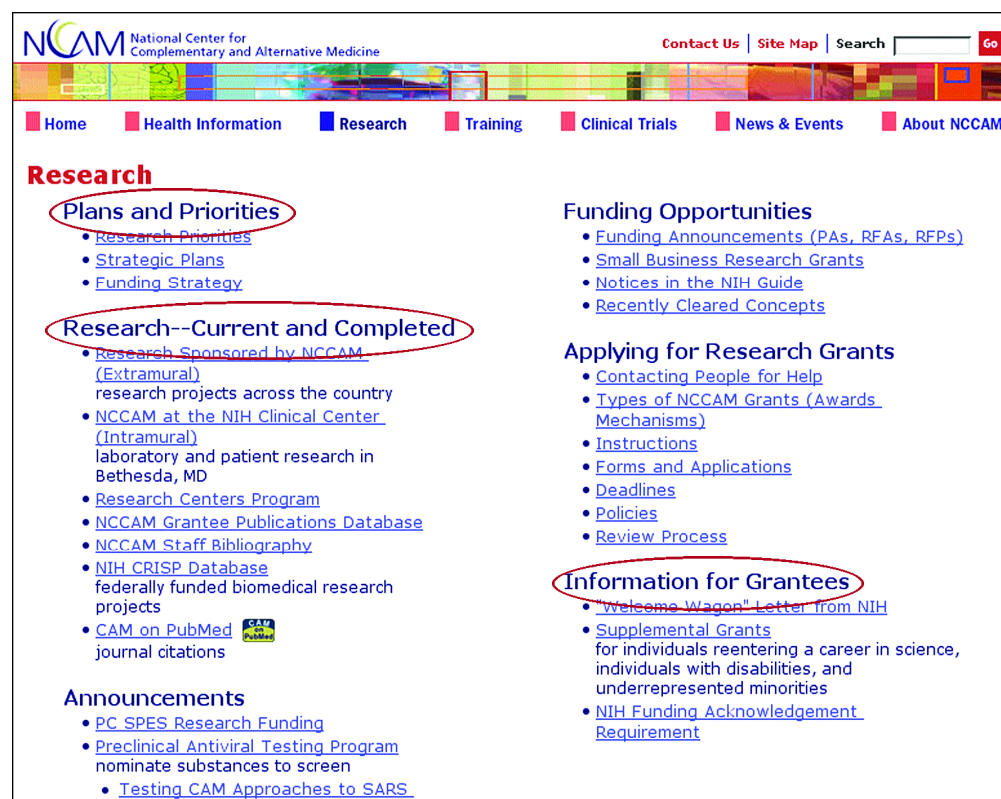 NCCAM National Center for
Complementary and Alternative Medicine
Contact Us | Site Map | Search Go
Home Health Information Research Training Clinical Trials News & Events About NCCAM
Research
Plans and Priorities
• Research Priorities
• Strategic Plans
• Funding Strategy
Research--Current and Completed
• Research Sponsored by NCCAM
(Extramural)
research projects across the country
• NCCAM at the NIH Clinical Center
(Intramural)
laboratory and patient research in
Bethesda, MD
• Research Centers Program
• NCCAM Grantee Publications Database
• NCCAM Staff Bibliography
• NIH CRISP Database
federally funded biomedical research
projects
• CAM on PubMed CAM on PubMed
journal citations
Announcements
• PC SPES Research Funding
• Preclinical Antiviral Testing Program
nominate substances to screen
• Testing CAM Approaches to SARS
Funding Opportunities
• Funding Announcements (PAs, RFAs, RFPs)
• Small Business Research Grants
• Notices in the NIH Guide
• Recently Cleared Concepts
Applying for Research Grants
• Contacting People for Help
• Types of NCCAM Grants (Awards
Mechanisms)
• Instructions
• Forms and Applications
• Deadlines
• Policies
• Review Process
Information for Grantees
• "Welcome Wagon" Letter from NIH
• Supplemental Grants
for individuals reentering a career in science,
individuals with disabilities, and
underrepresented minorities
• NIH Funding Acknowledgement
Requirement